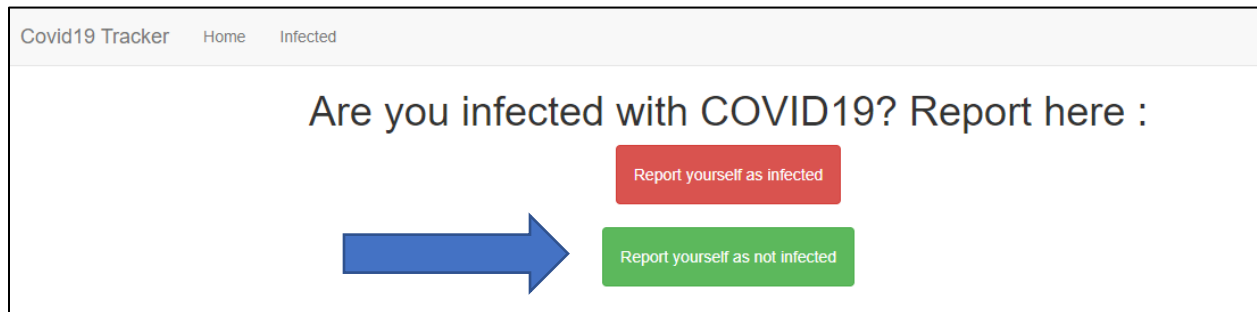 Covid19 Tracker Home Infected
Are you infected with COVID19? Report here :
Report yourself as infected
Report yourself as not infected